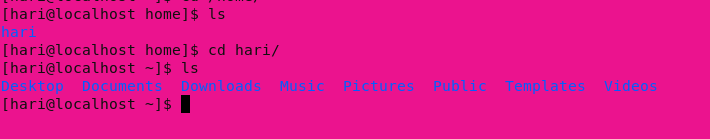 [hari@localhost home]$ ls
hari
[hari@localhost home]$ cd hari/
[hari@localhost ~]$ ls
Desktop  Documents  Downloads  Music  Pictures  Public  Templates  Videos
[hari@localhost ~]$